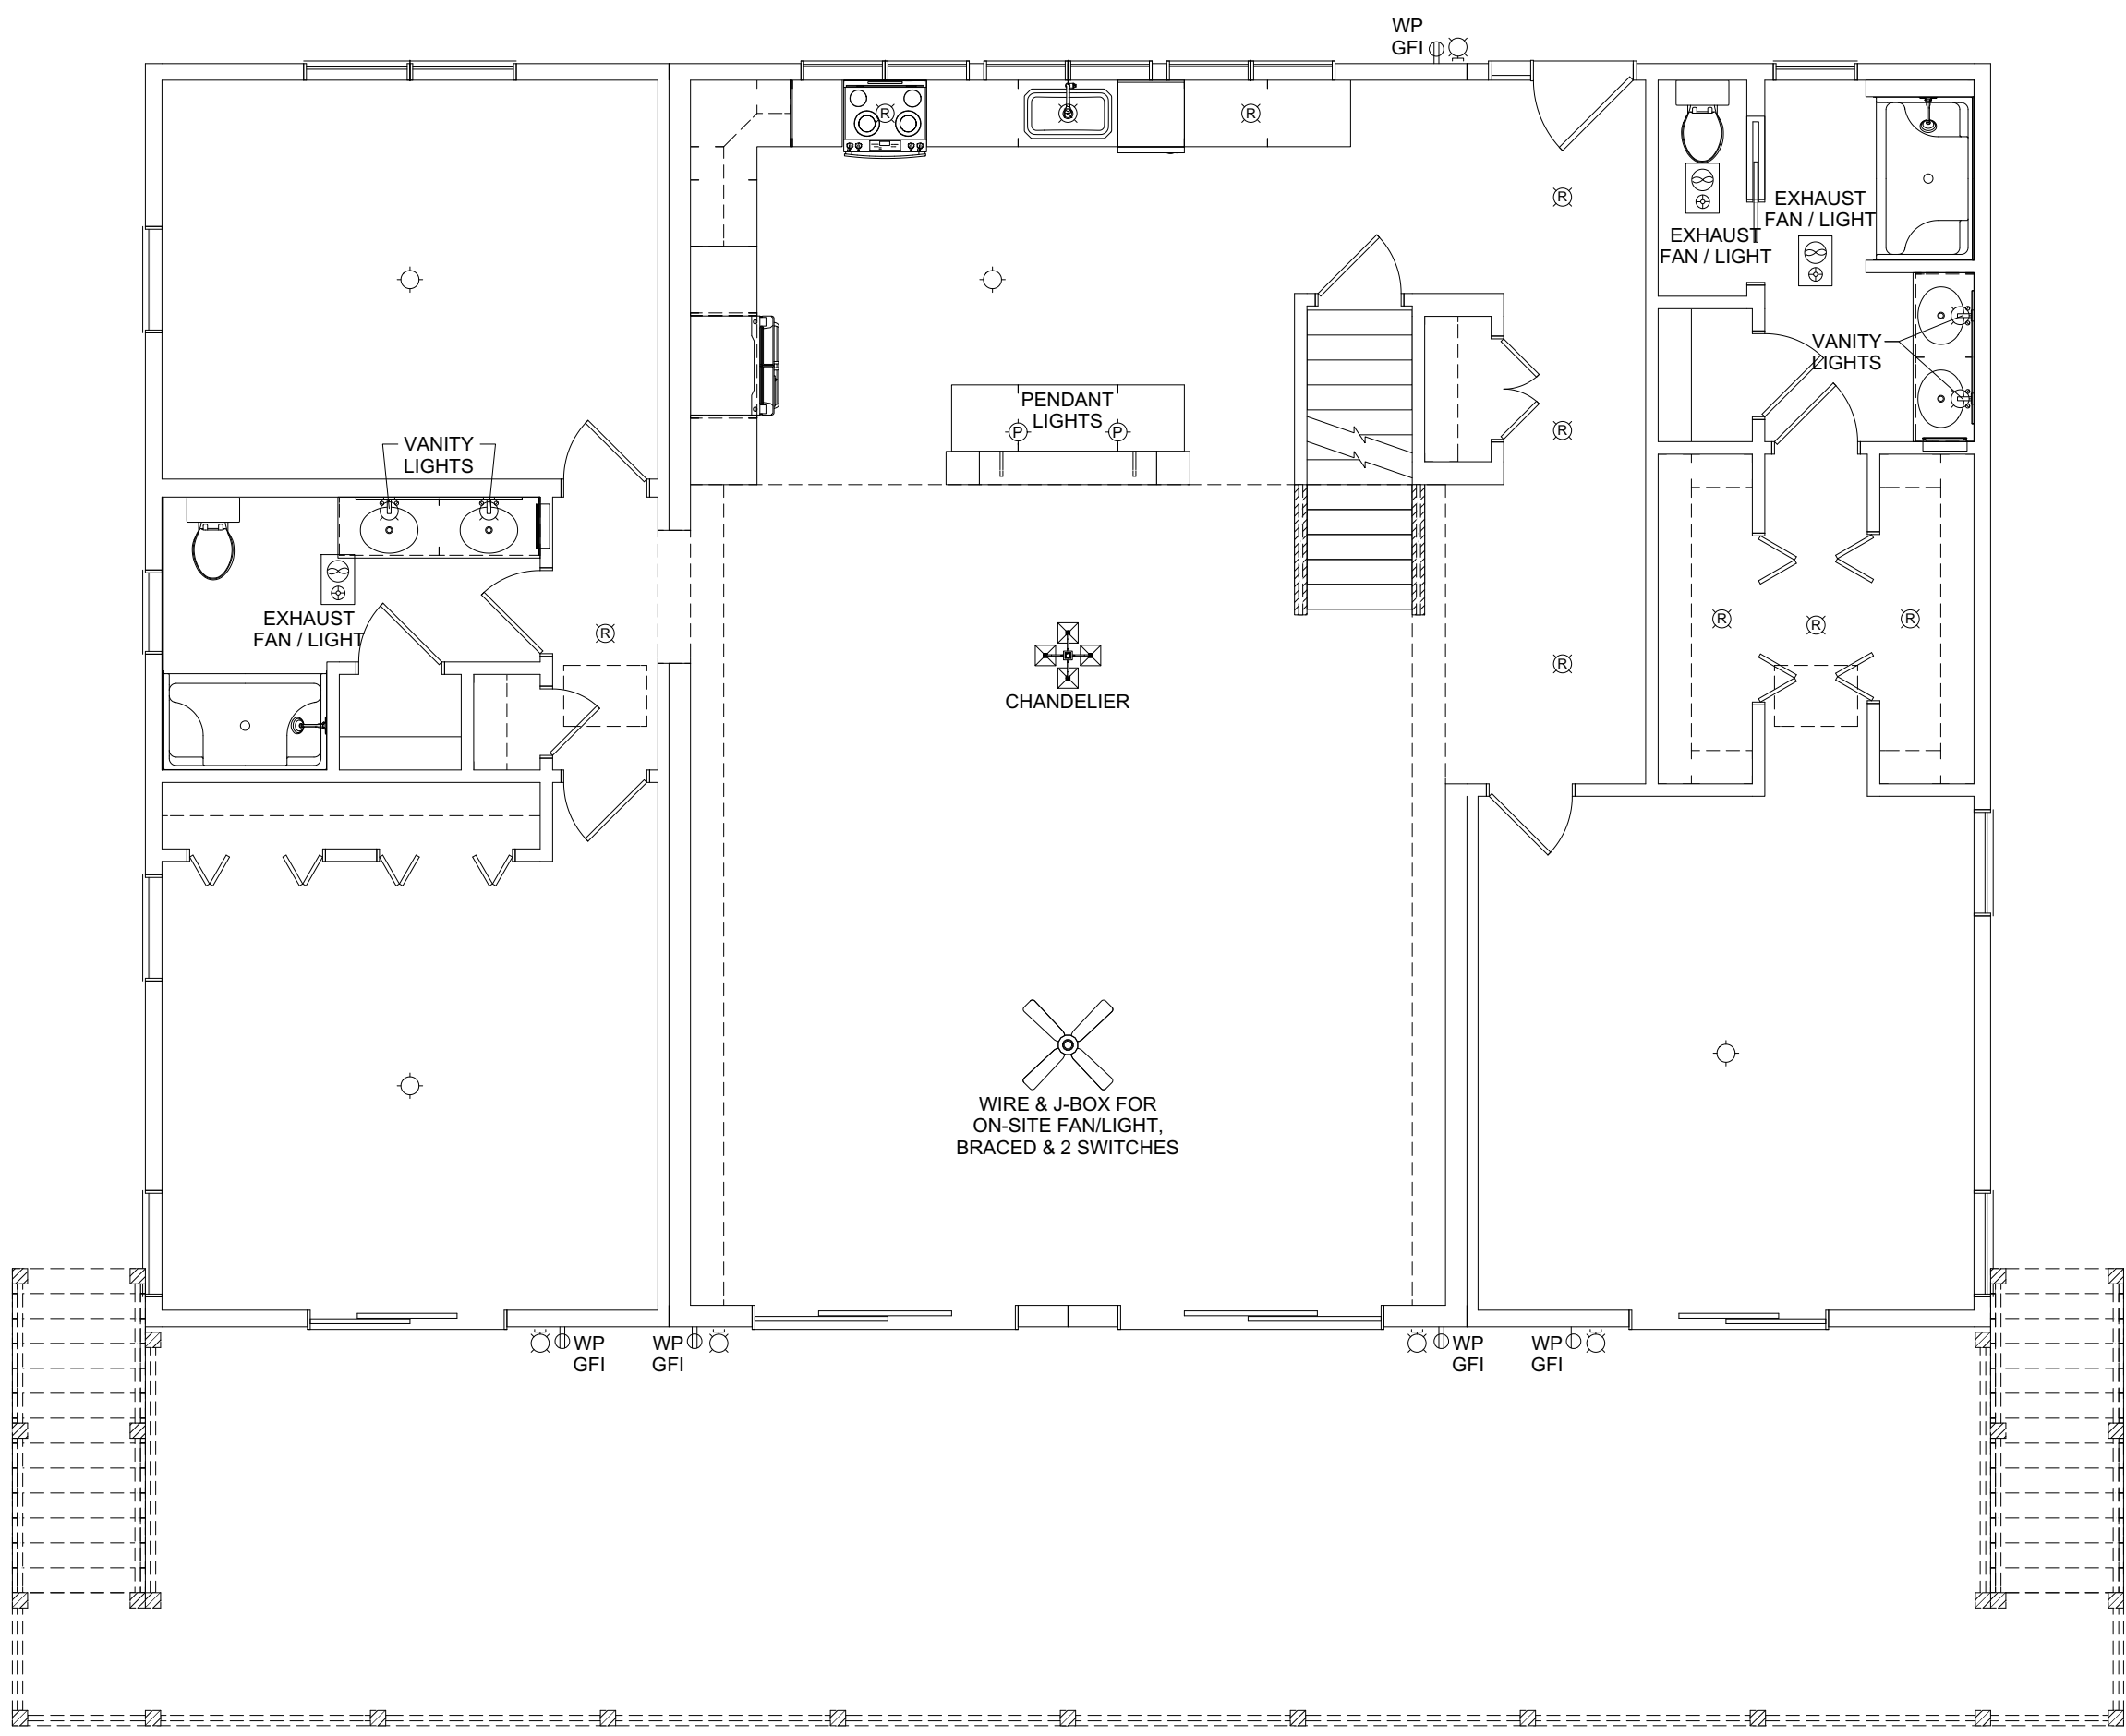 WP
GFI
R
R
R
R
EXHAUST
FAN / LIGHT
EXHAUST
FAN / LIGHT
VANITY
LIGHTS
PENDANT
LIGHTS
P
P
R
VANITY
LIGHTS
EXHAUST
FAN / LIGHT
R
R
R
R
R
CHANDELIER
WIRE & J-BOX FOR
ON-SITE FAN/LIGHT,
BRACED & 2 SWITCHES
WP
GFI
WP
GFI
WP
GFI
WP
GFI